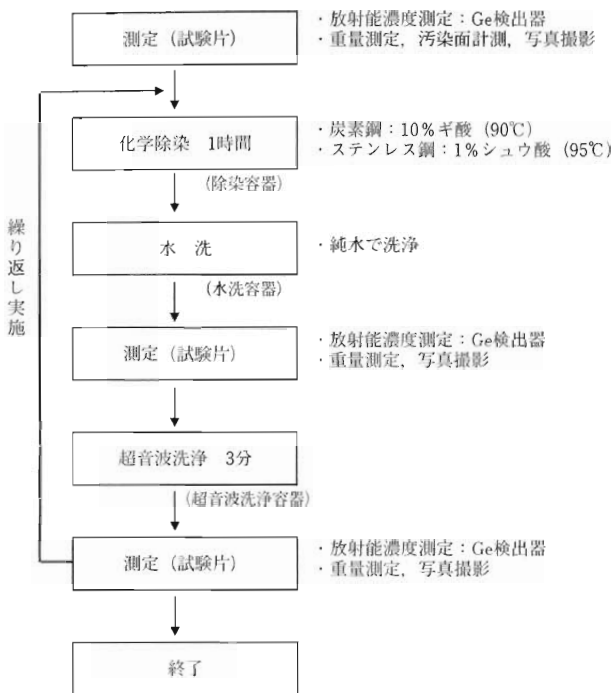 測定（試験片）
・放射能濃度測定：Ge検出器
・重量測定，汚染面計測，写真撮影
化学除染　1時間
・炭素鋼：10%ギ酸（90℃）
・ステンレス鋼：1%シュウ酸（95℃）
(除染容器)
繰り返し実施
水　洗
・純水で洗浄
(水洗容器)
測定（試験片）
・放射能濃度測定：Ge検出器
・重量測定，写真撮影
超音波洗浄　3分
(超音波洗浄容器)
測定（試験片）
・放射能濃度測定：Ge検出器
・重量測定，写真撮影
終了